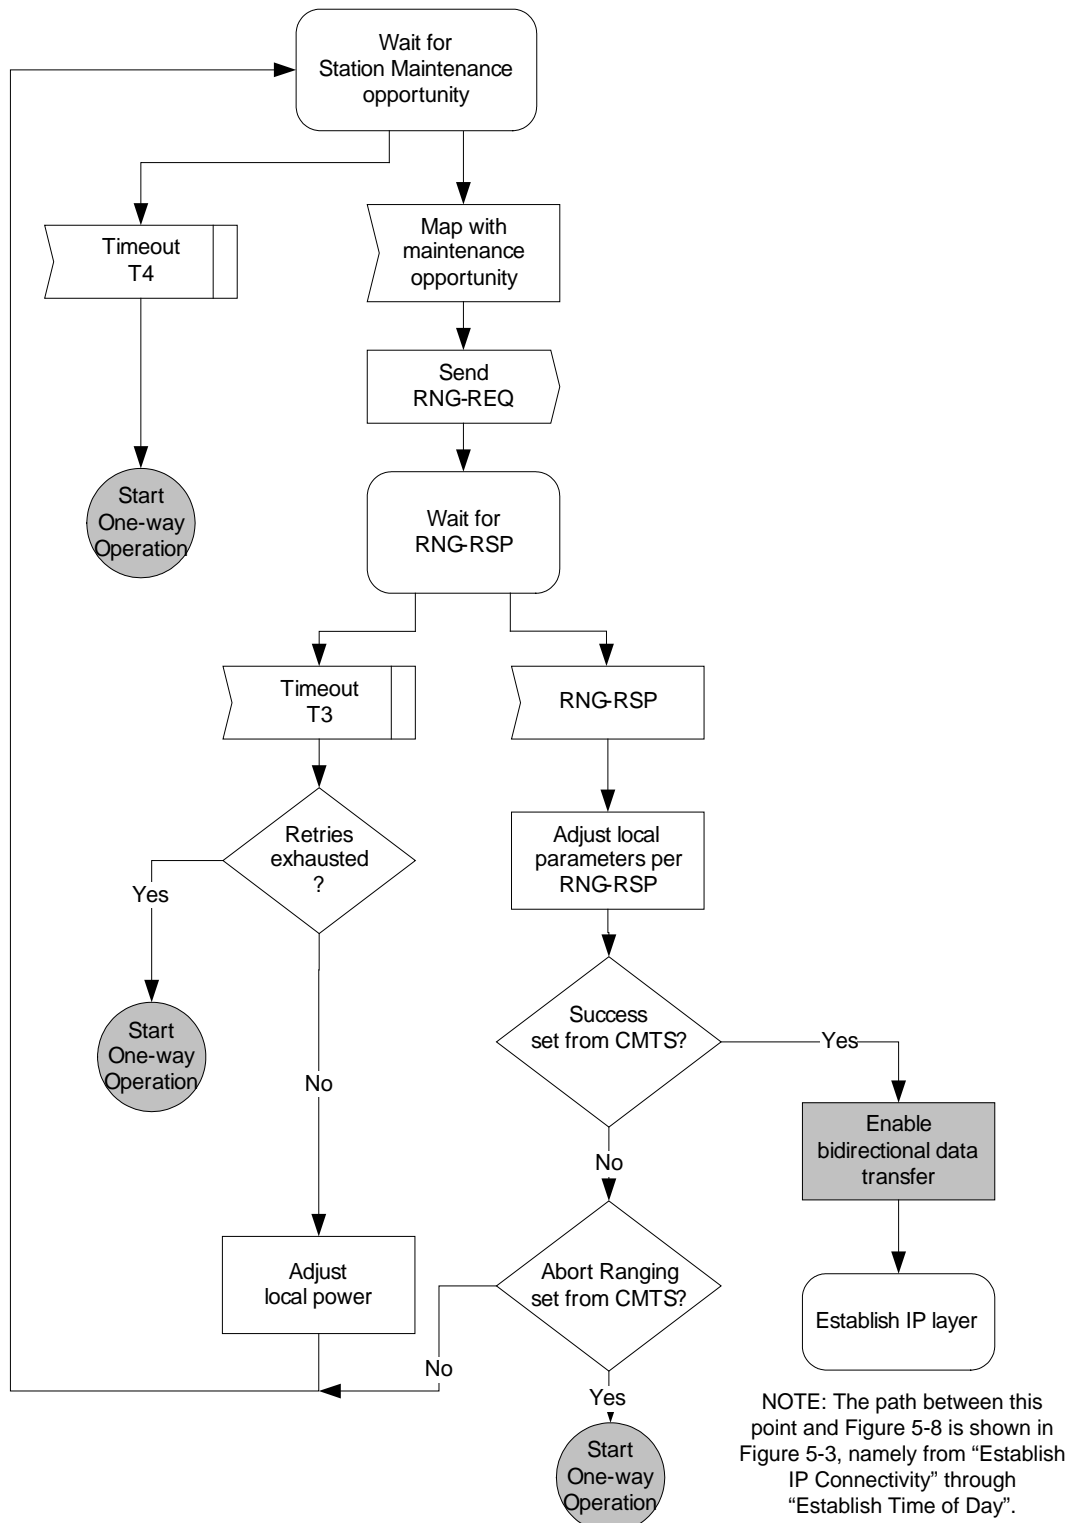 Wait for
Station Maintenance
opportunity
Timeout
T4
Map with
maintenance
opportunity
Send
RNG-REQ
Start
One-way
Operation
Wait for
RNG-RSP
Timeout
T3
RNG-RSP
Retries
exhausted
?
Adjust local
parameters per
RNG-RSP
Yes
Start
One-way
Operation
No
Success
set from CMTS?
Yes
Enable
bidirectional data
transfer
No
Adjust
local power
Abort Ranging
set from CMTS?
Establish IP layer
No
Yes
Start
One-way
Operation
NOTE: The path between this
point and Figure 5-8 is shown in
Figure 5-3, namely from “Establish
IP Connectivity” through
“Establish Time of Day”.